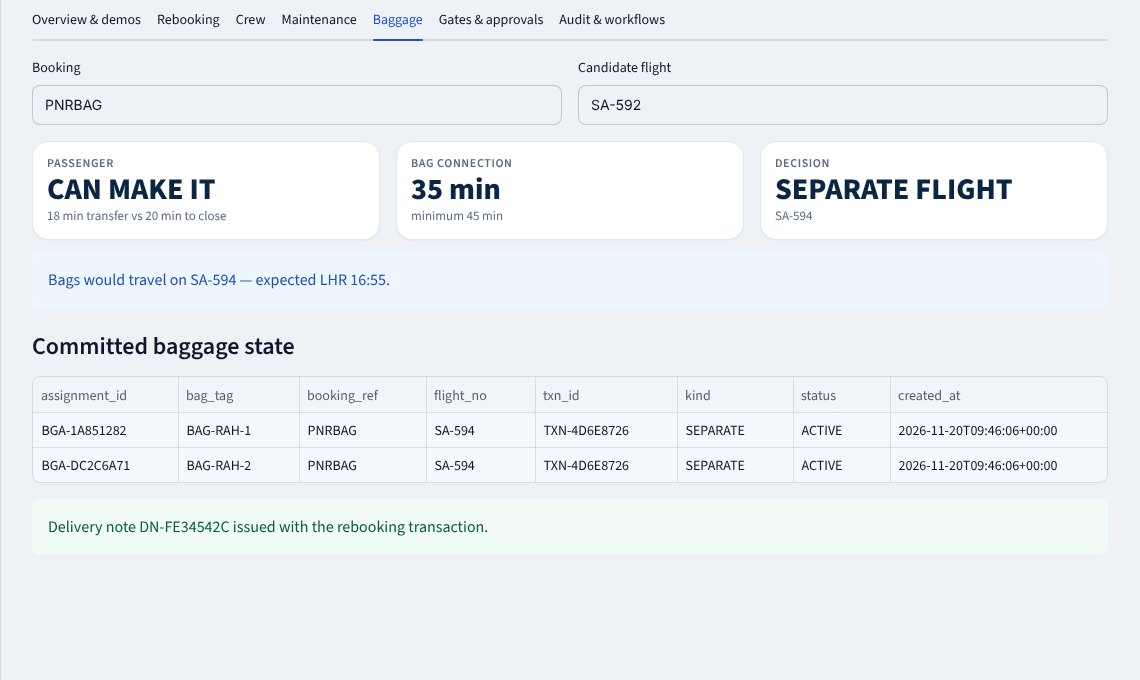 Overview & demos Rebooking Crew Maintenance Baggage Gates & approvals Audit & workflows
Booking Candidate flight
PNRBAG SA-592
PASSENGER BAG CONNECTION DECISION
CAN MAKE IT 35 min SEPARATE FLIGHT
18 min transfer vs 20 min to close minimum 45 min SA-594
Bags would travel on SA-594 — expected LHR 16:55.
Committed baggage state
assignment_id bag_tag booking_ref flight_no txn_id kind status created_at
BGA-1A851282 BAG-RAH-1 PNRBAG SA-594 TXN-4D6E8726 SEPARATE ACTIVE 2026-11-20T09:46:06+00:00
BGA-DC2C6A71 BAG-RAH-2 PNRBAG SA-594 TXN-4D6E8726 SEPARATE ACTIVE 2026-11-20T09:46:06+00:00
Delivery note DN-FE34542C issued with the rebooking transaction.